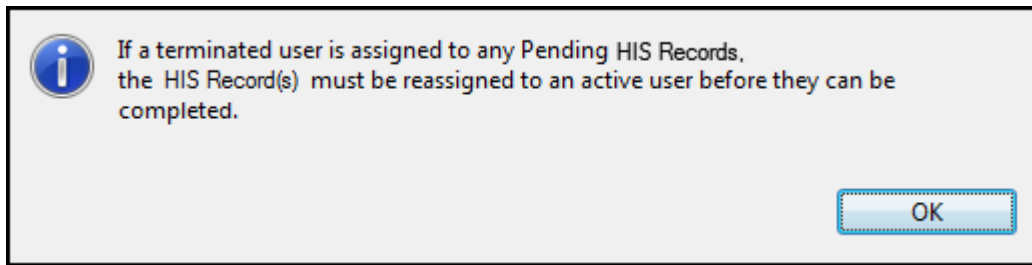 If a terminated user is assigned to any Pending HIS Records,
the HIS Record(s) must be reassigned to an active user before they can be
completed.
OK